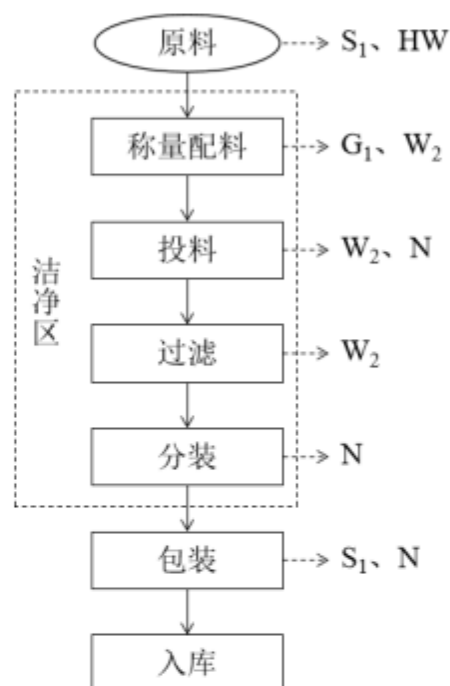 原料 S₁、HW
称量配料 G₁、W₂
投料 W₂、N
洁净区
过滤 W₂
分装 N
包装 S₁、N
入库